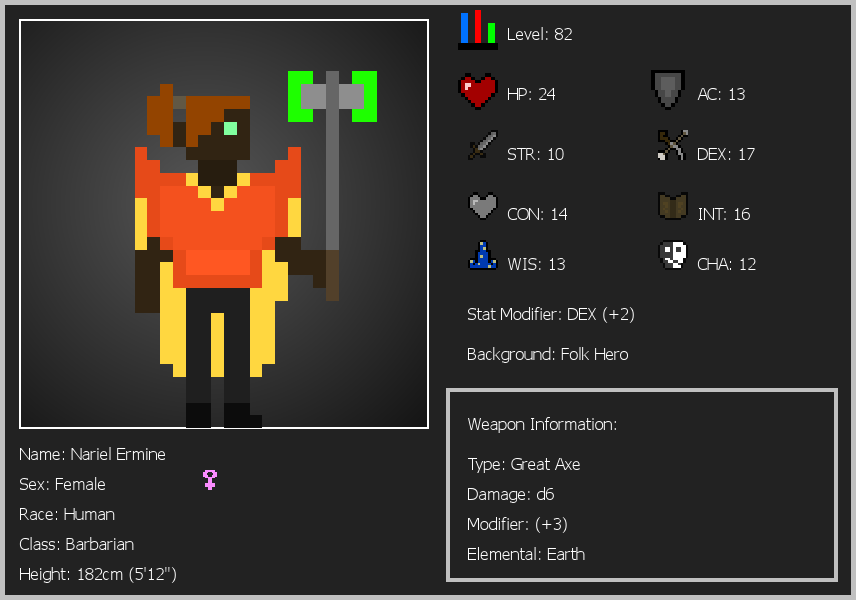 Level: 82
HP: 24
AC: 13
STR: 10
DEX: 17
CON: 14
INT: 16
WIS: 13
CHA: 12
Stat Modifier: DEX (+2)
Background: Folk Hero
Weapon Information:
Type: Great Axe
Damage: d6
Modifier: (+3)
Elemental: Earth
Name: Nariel Ermine
Sex: Female
Race: Human
Class: Barbarian
Height: 182cm (5'12")